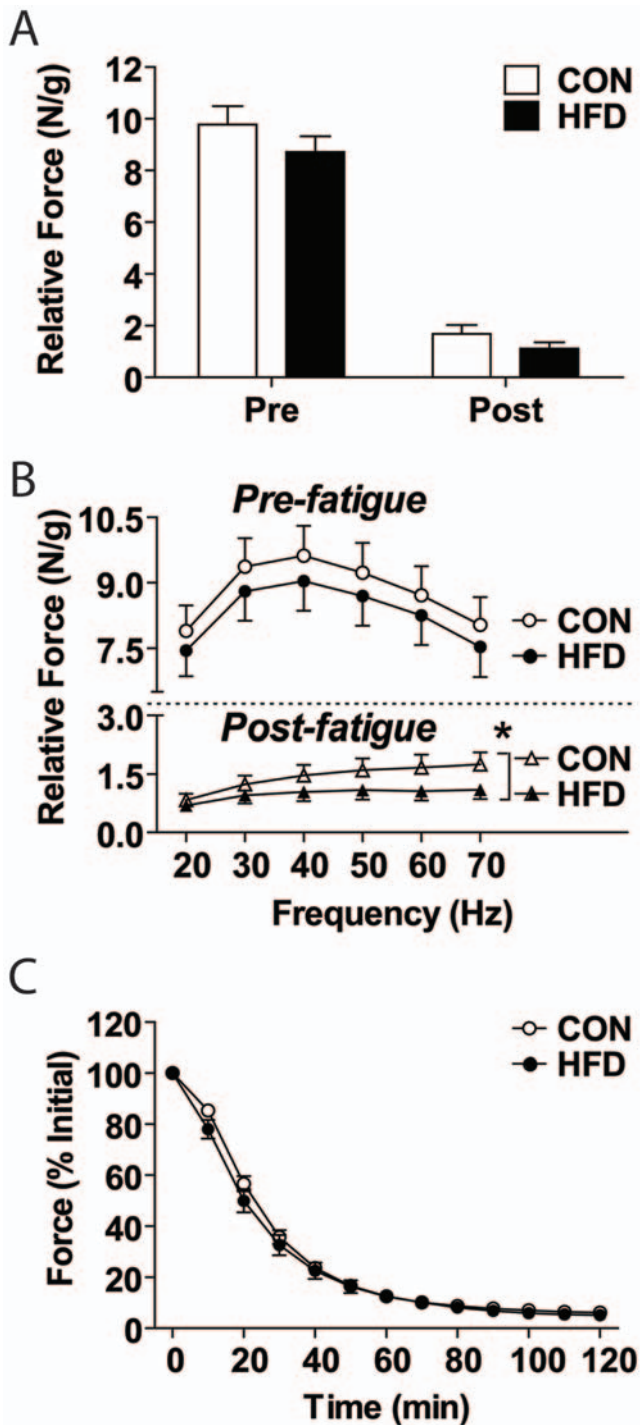 A
Relative Force (N/g)
12
10
8
6
4
2
0
CON
HFD
Pre Post
B
Relative Force (N/g)
Pre-fatigue
10.5
9.0
7.5
CON
HFD
Post-fatigue
3.0
1.5
0.0
*
CON
HFD
20 30 40 50 60 70
Frequency (Hz)
C
Force (% Initial)
120
100
80
60
40
20
0
CON
HFD
0 20 40 60 80 100 120
Time (min)